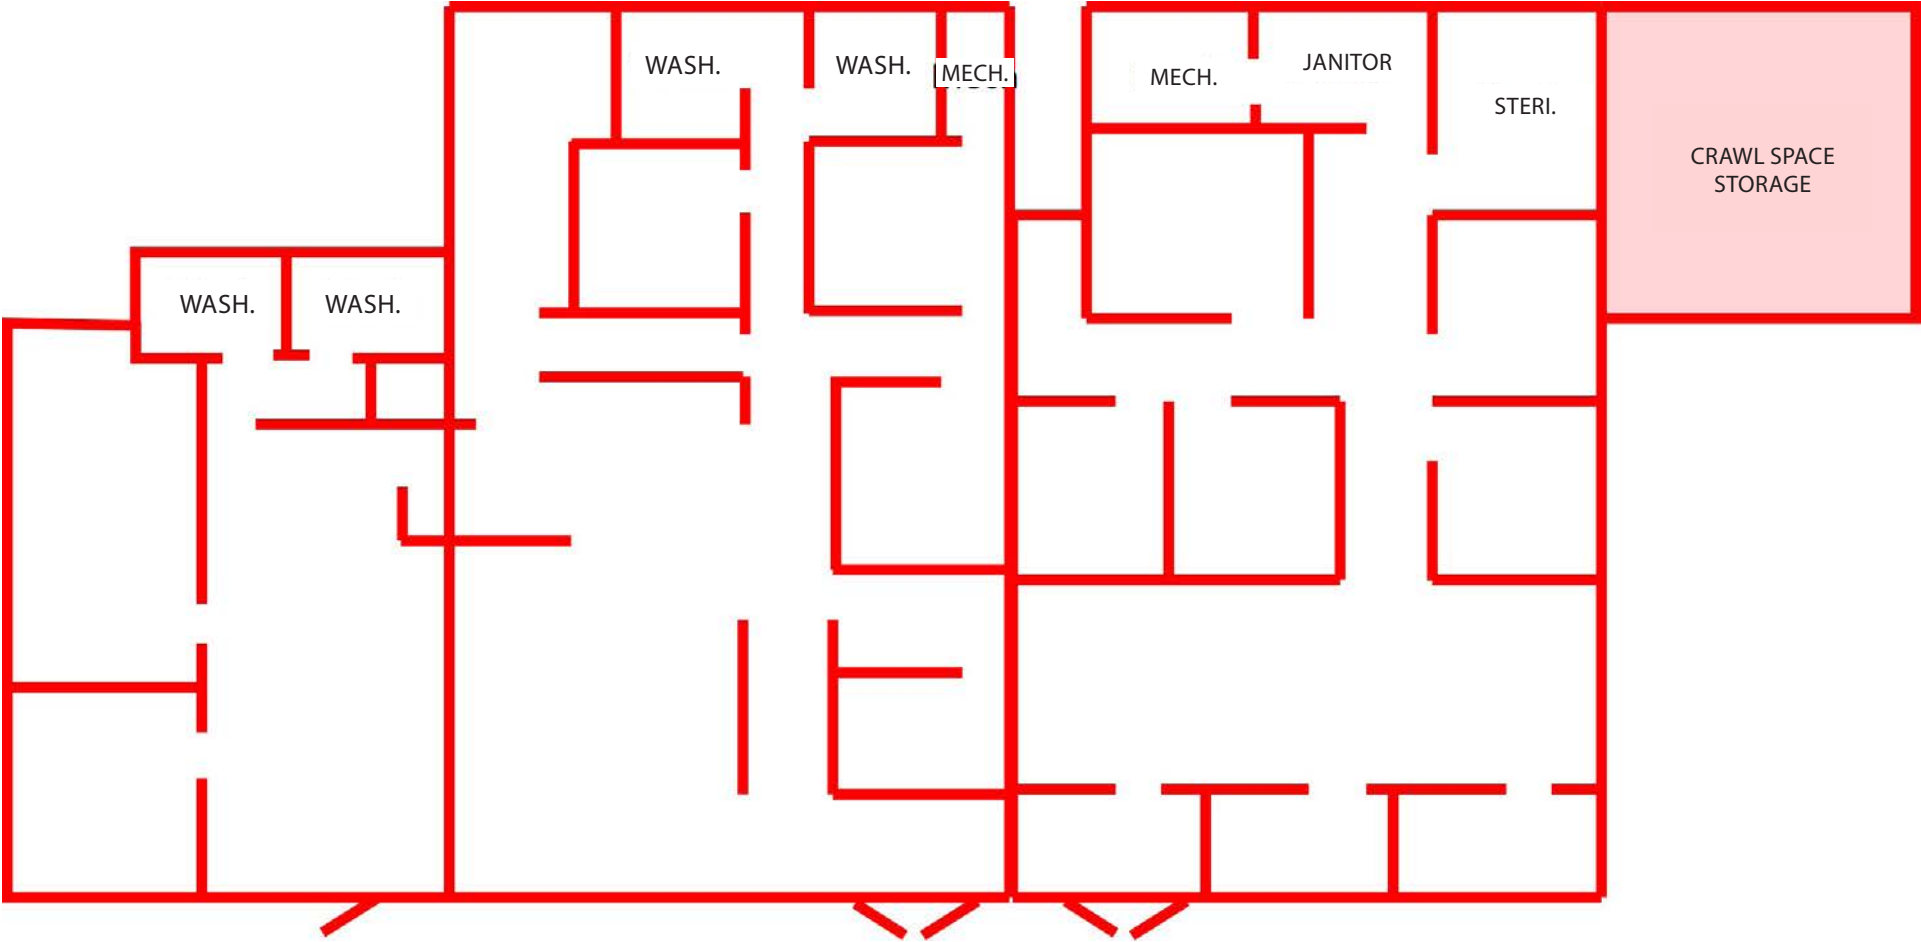 WASH.
WASH.
MECH.
MECH.
JANITOR
STERI.
CRAWL SPACE
STORAGE
WASH.
WASH.